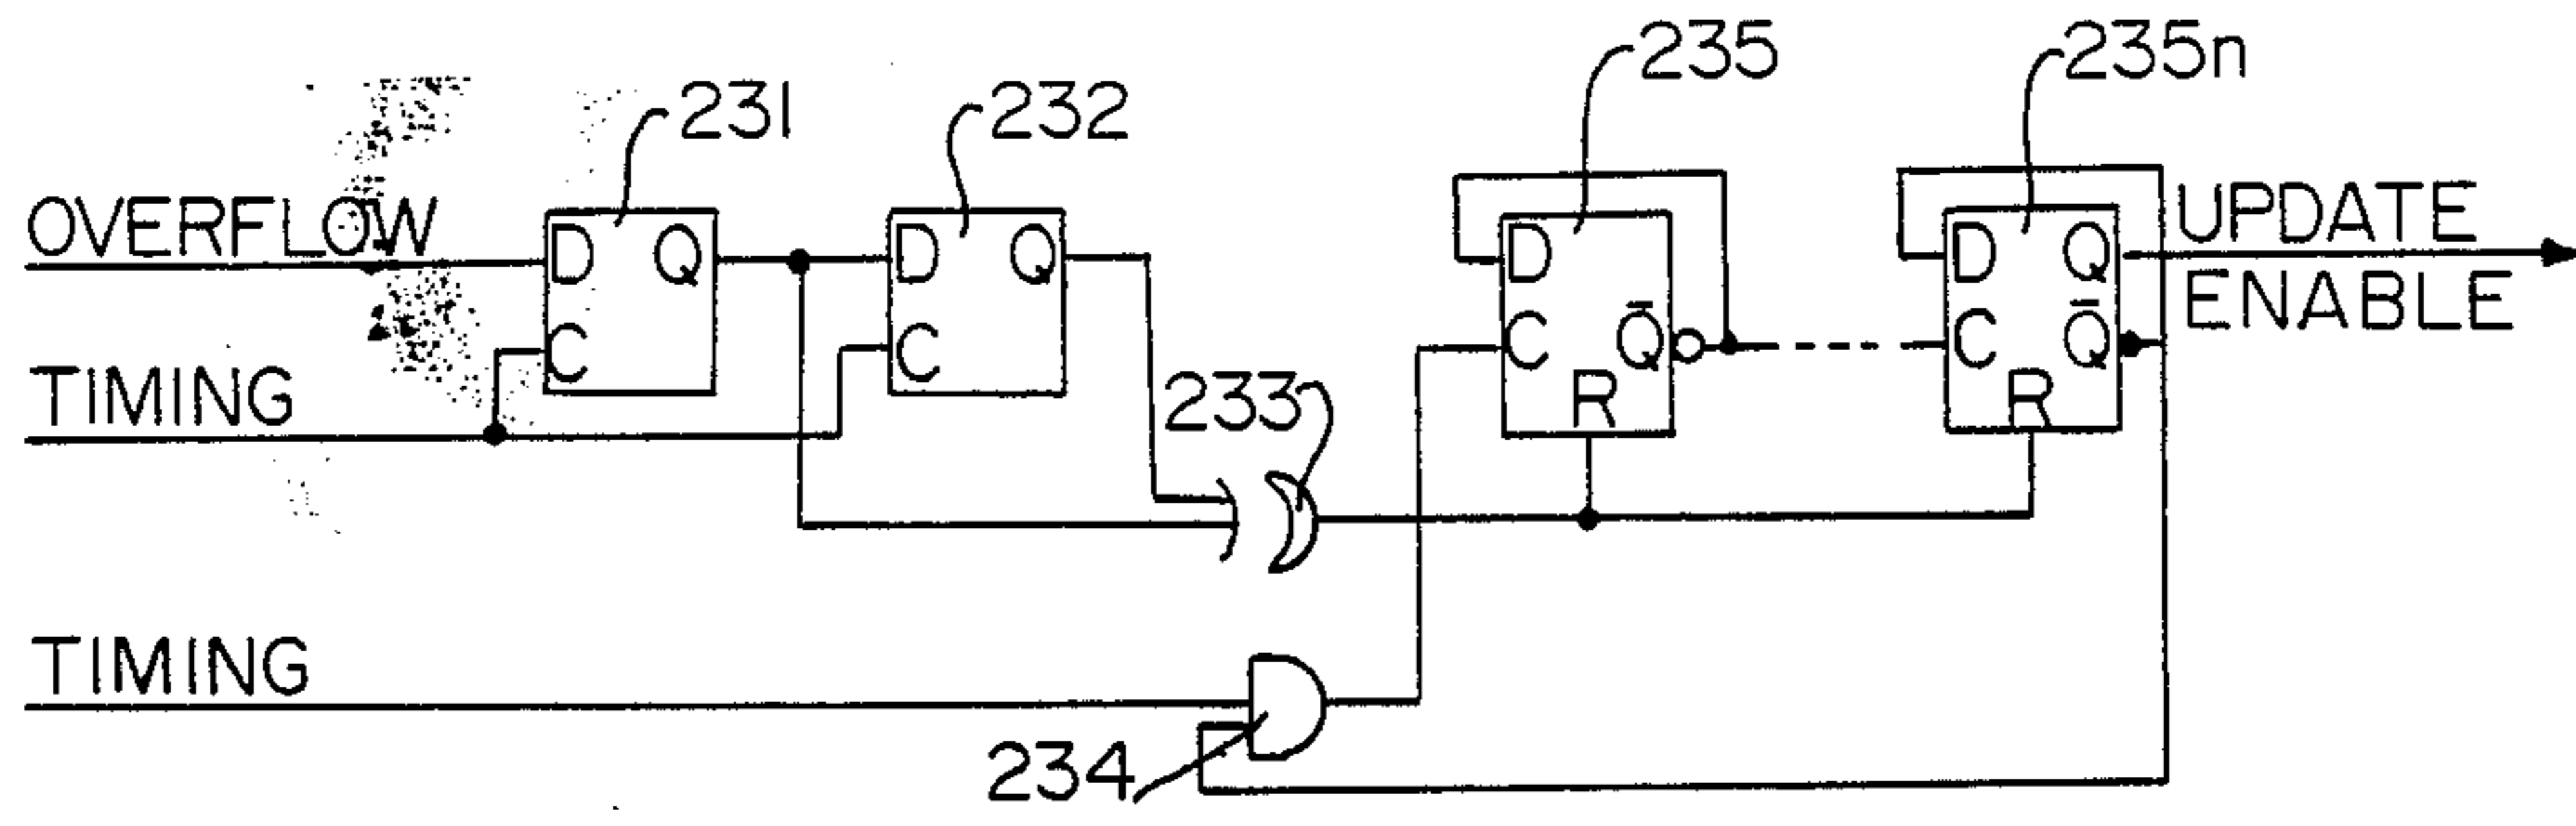 231
232
235
235n
OVERFLOW
D Q
C
D Q
C
D
C Q̄
R
D Q
C Q̄
R
UPDATE
ENABLE
TIMING
233
TIMING
234